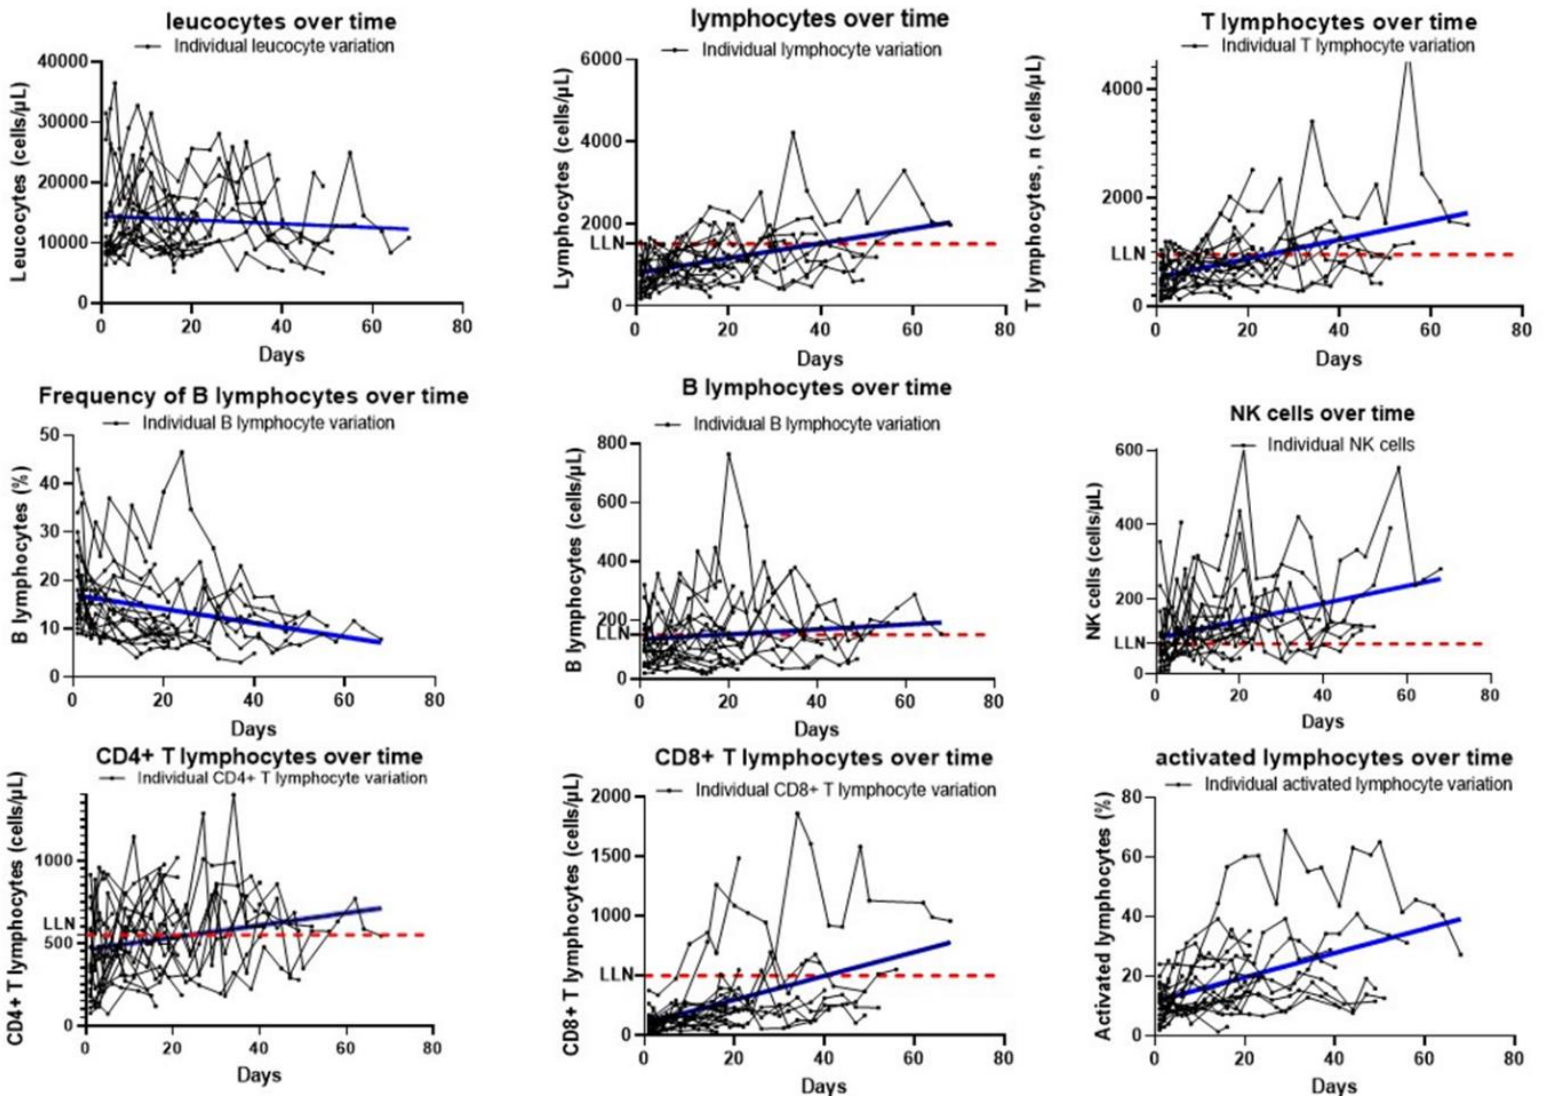 leucocytes over time
Individual leucocyte variation
Leucocytes (cells/µL)
40000
30000
20000
10000
0
0 20 40 60 80
Days
lymphocytes over time
Individual lymphocyte variation
Lymphocytes (cells/µL)
6000
4000
2000
LLN
0
0 20 40 60 80
Days
T lymphocytes over time
Individual T lymphocyte variation
T lymphocytes, n (cells/µL)
4000
2000
LLN
0
0 20 40 60 80
Days
Frequency of B lymphocytes over time
Individual B lymphocyte variation
B lymphocytes (%)
50
40
30
20
10
0
0 20 40 60 80
Days
B lymphocytes over time
Individual B lymphocyte variation
B lymphocytes (cells/µL)
800
600
400
200
LLN
0
0 20 40 60 80
Days
NK cells over time
Individual NK cells
NK cells (cells/µL)
600
400
200
LLN
0
0 20 40 60 80
Days
CD4+ T lymphocytes over time
Individual CD4+ T lymphocyte variation
CD4+ T lymphocytes (cells/µL)
1000
LLN
500
0
0 20 40 60 80
Days
CD8+ T lymphocytes over time
Individual CD8+ T lymphocyte variation
CD8+ T lymphocytes (cells/µL)
2000
1500
1000
LLN
0
0 20 40 60 80
Days
activated lymphocytes over time
Individual activated lymphocyte variation
Activated lymphocytes (%)
80
60
40
20
0
0 20 40 60 80
Days